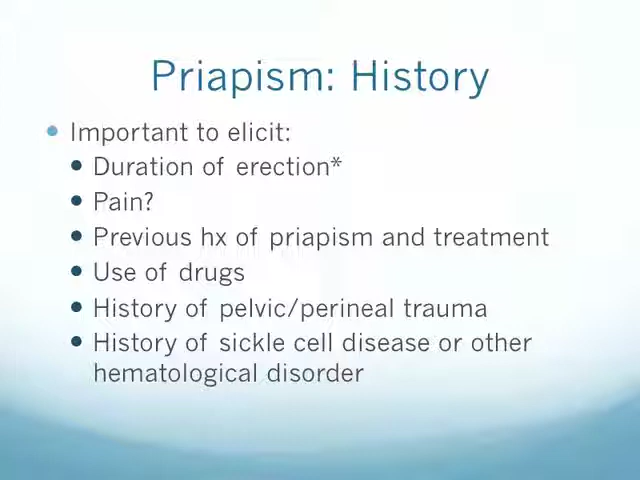 Priapism: History
Important to elicit:
Duration of erection*
Pain?
Previous hx of priapism and treatment
Use of drugs
History of pelvic/perineal trauma
History of sickle cell disease or other
hematological disorder